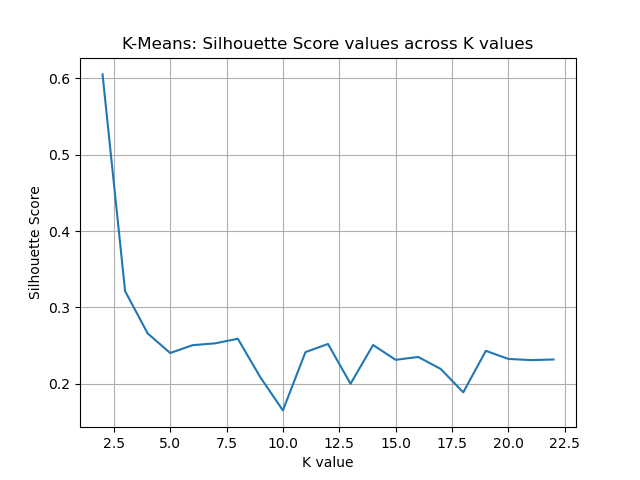 K-Means: Silhouette Score values across K values
0.6
0.5
0.4
0.3
0.2
Silhouette Score
2.5 5.0 7.5 10.0 12.5 15.0 17.5 20.0 22.5
K value